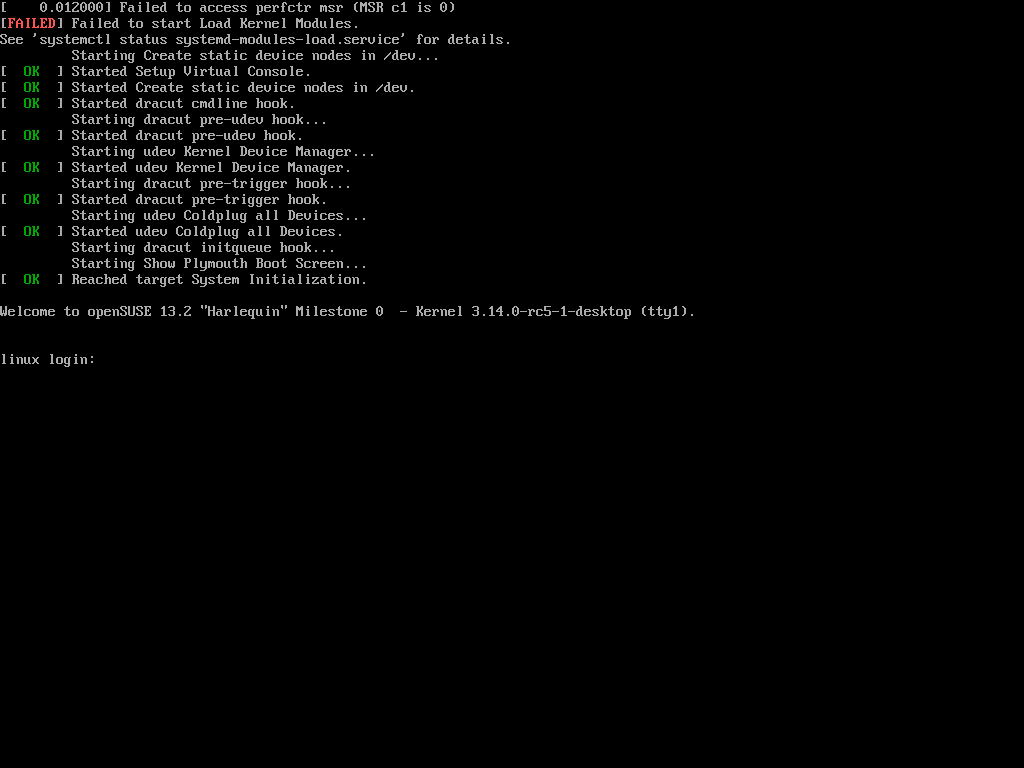 [    0.012000] Failed to access perfctr msr (MSR c1 is 0)
[FAILED] Failed to start Load Kernel Modules.
See 'systemctl status systemd-modules-load.service' for details.
         Starting Create static device nodes in /dev...
[  OK  ] Started Setup Virtual Console.
[  OK  ] Started Create static device nodes in /dev.
[  OK  ] Started dracut cmdline hook.
         Starting dracut pre-udev hook...
[  OK  ] Started dracut pre-udev hook.
         Starting udev Kernel Device Manager...
[  OK  ] Started udev Kernel Device Manager.
         Starting dracut pre-trigger hook...
[  OK  ] Started dracut pre-trigger hook.
         Starting udev Coldplug all Devices...
[  OK  ] Started udev Coldplug all Devices.
         Starting dracut initqueue hook...
         Starting Show Plymouth Boot Screen...
[  OK  ] Reached target System Initialization.
Welcome to openSUSE 13.2 "Harlequin" Milestone 0  - Kernel 3.14.0-rc5-1-desktop (tty1).
linux login: